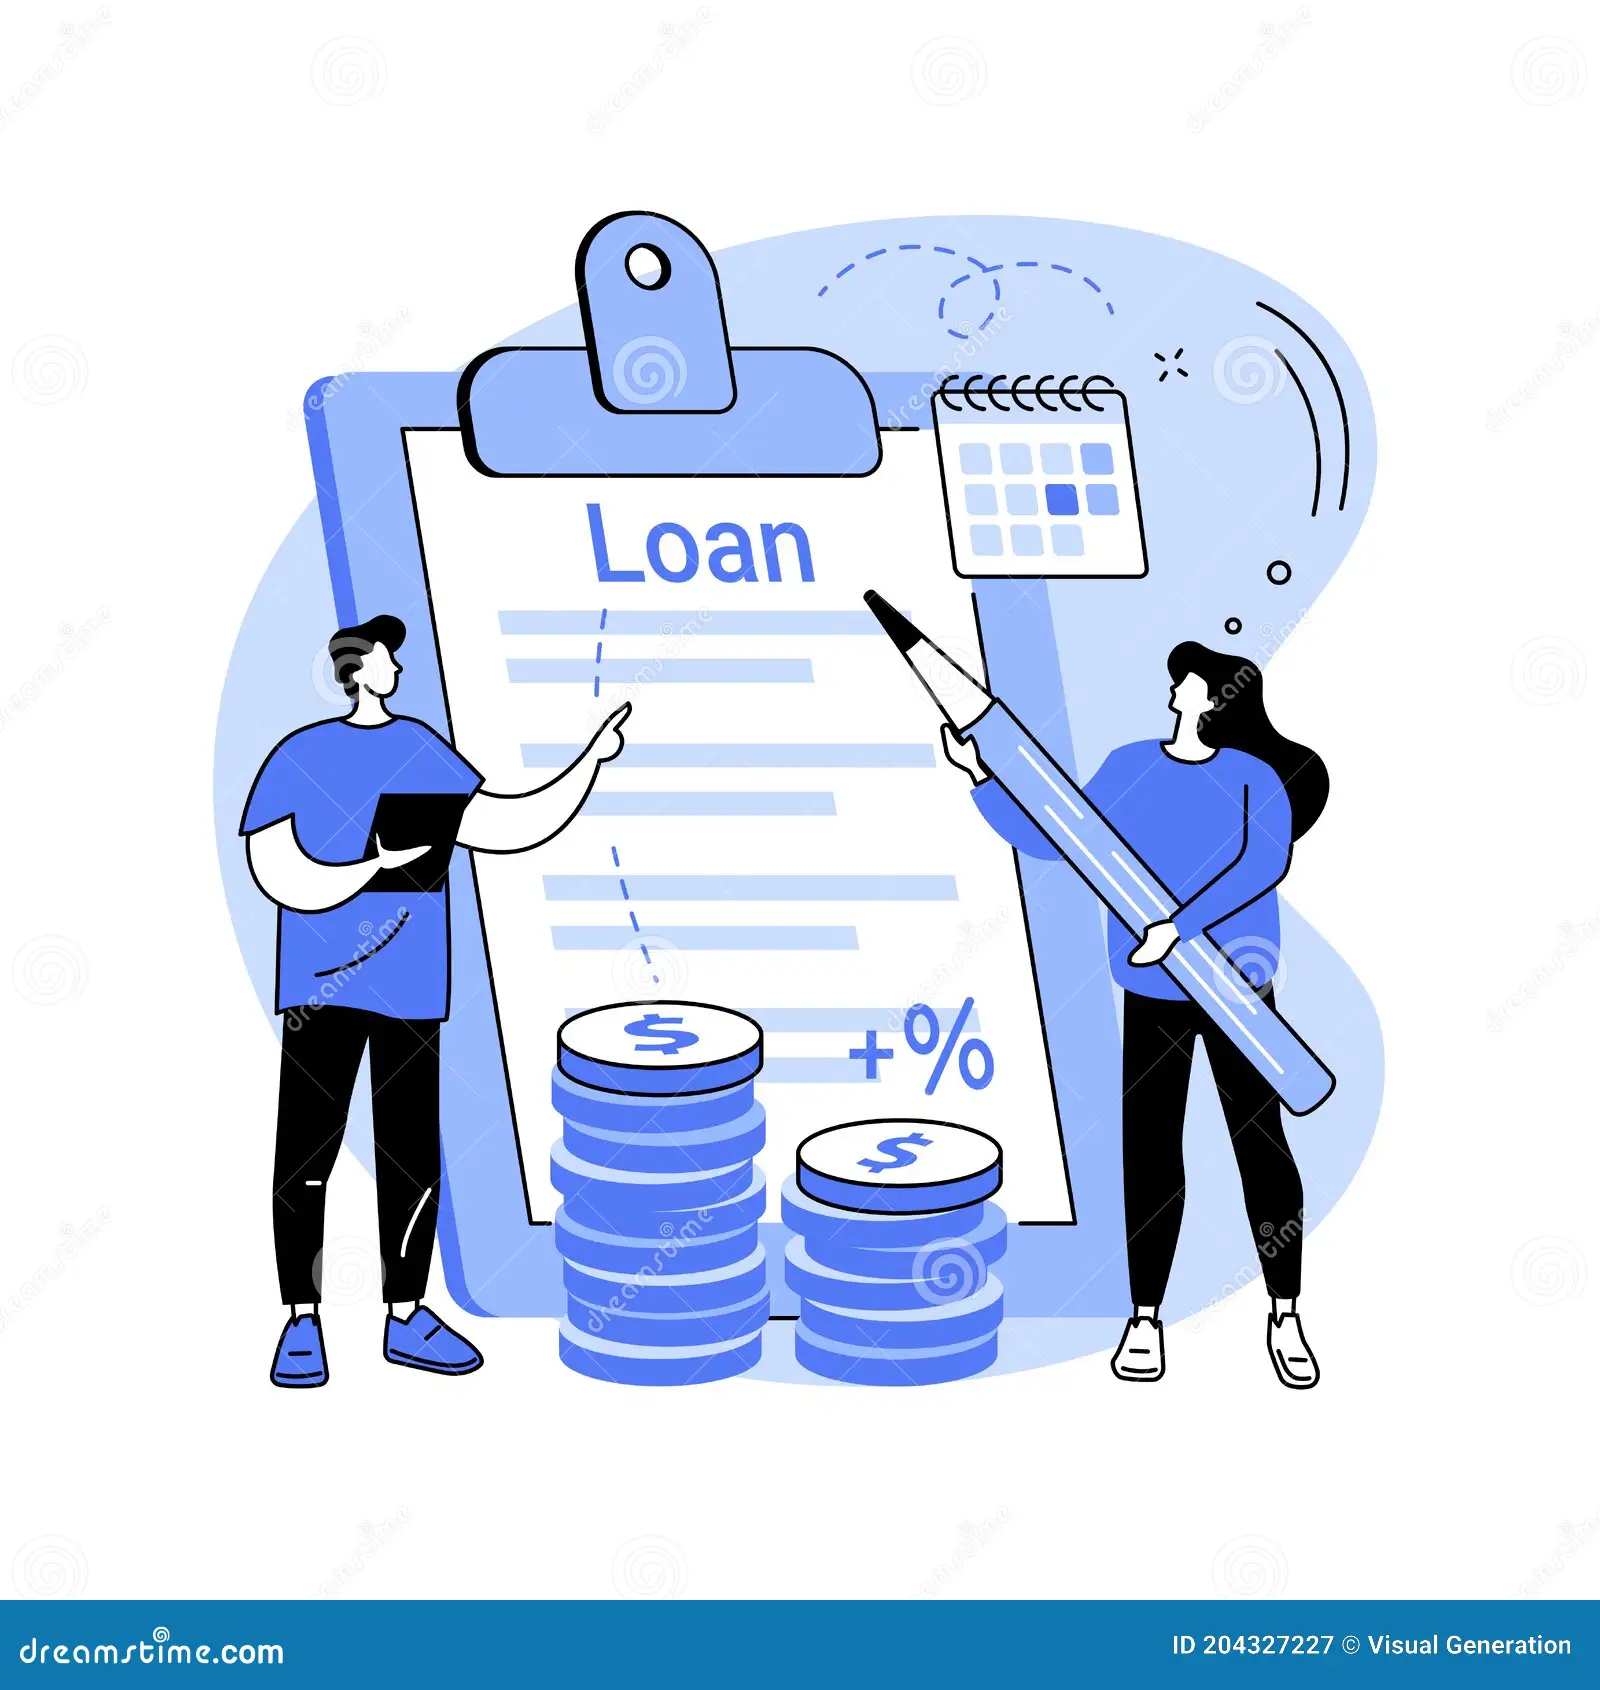 Loan
$
+%
$
dreamstime.com
ID 204327227 © Visual Generation